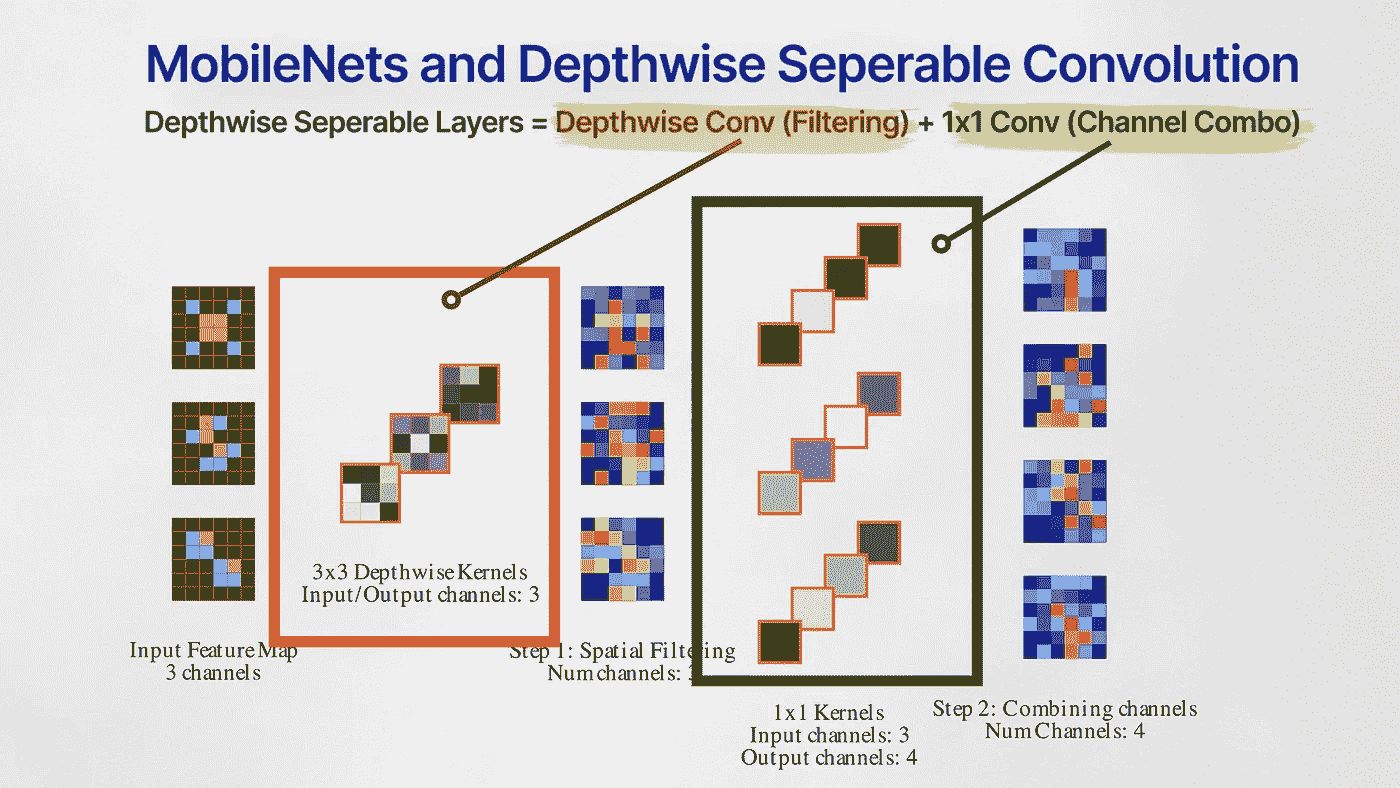 MobileNets and Depthwise Seperable Convolution
Depthwise Seperable Layers = Depthwise Conv (Filtering) + 1x1 Conv (Channel Combo)
3x3 Depthwise Kernels
Input/Output channels: 3
Input Feature Map
3 channels
Step 1: Spatial Filtering
Num channels: 3
1x1 Kernels
Input channels: 3
Output channels: 4
Step 2: Combining channels
Num Channels: 4